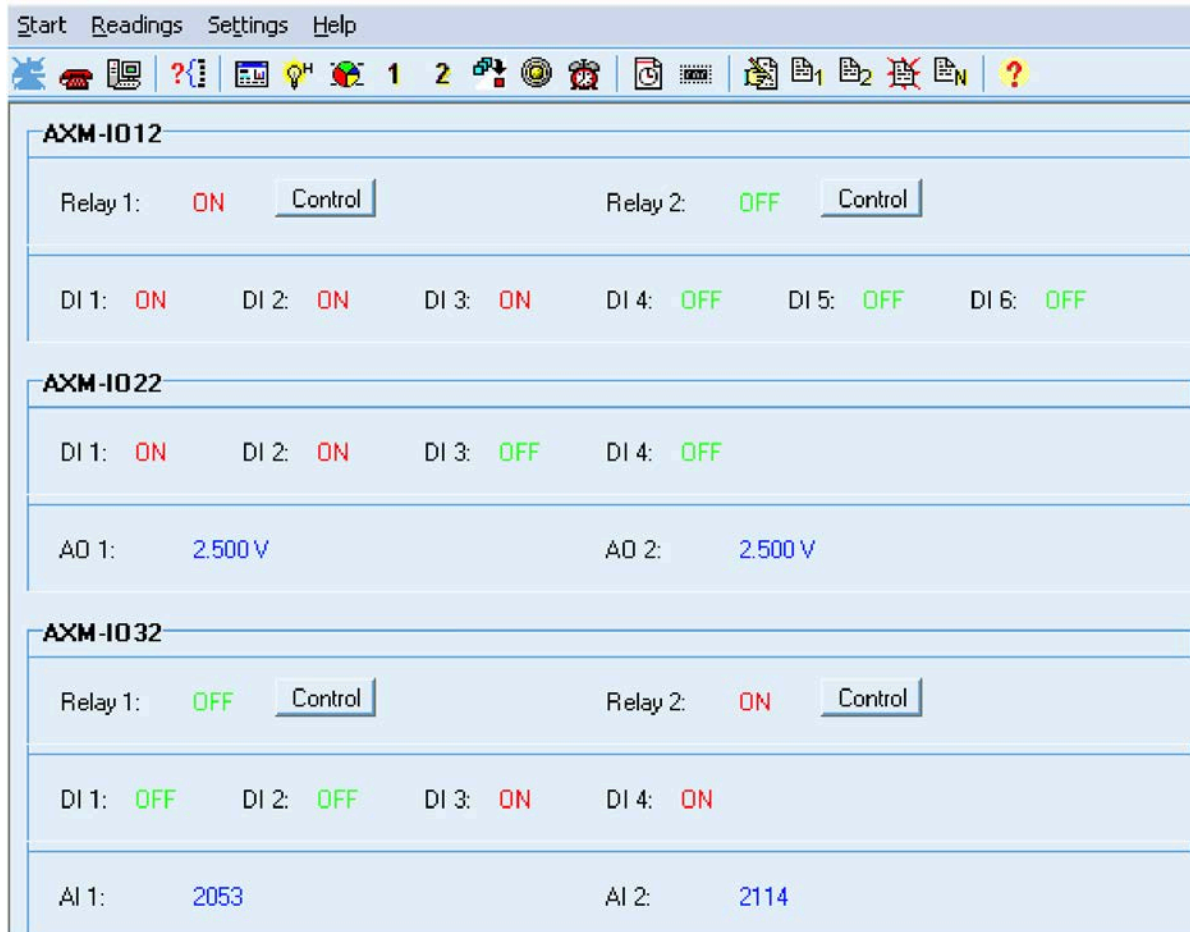 Start Readings Settings Help
?{ H 1 2 1 2 N ?
AXM-IO12
Relay 1: ON Control Relay 2: OFF Control
DI 1: ON DI 2: ON DI 3: ON DI 4: OFF DI 5: OFF DI 6: OFF
AXM-IO22
DI 1: ON DI 2: ON DI 3: OFF DI 4: OFF
AO 1: 2.500 V AO 2: 2.500 V
AXM-IO32
Relay 1: OFF Control Relay 2: ON Control
DI 1: OFF DI 2: OFF DI 3: ON DI 4: ON
AI 1: 2053 AI 2: 2114